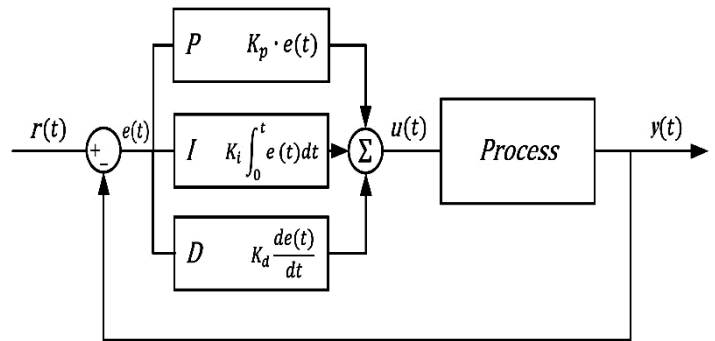 P K_p · e(t)
r(t)
e(t)
+
−
I K_i ∫_0^t e (t)dt
Σ
u(t)
Process
y(t)
D K_d de(t)/dt